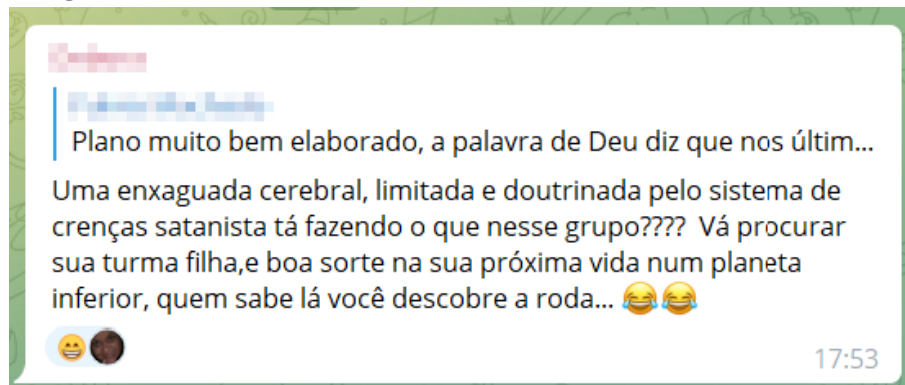 Plano muito bem elaborado, a palavra de Deu diz que nos últim...
Uma enxaguada cerebral, limitada e doutrinada pelo sistema de
crenças satanista tá fazendo o que nesse grupo???? Vá procurar
sua turma filha,e boa sorte na sua próxima vida num planeta
inferior, quem sabe lá você descobre a roda... 😂😂
17:53